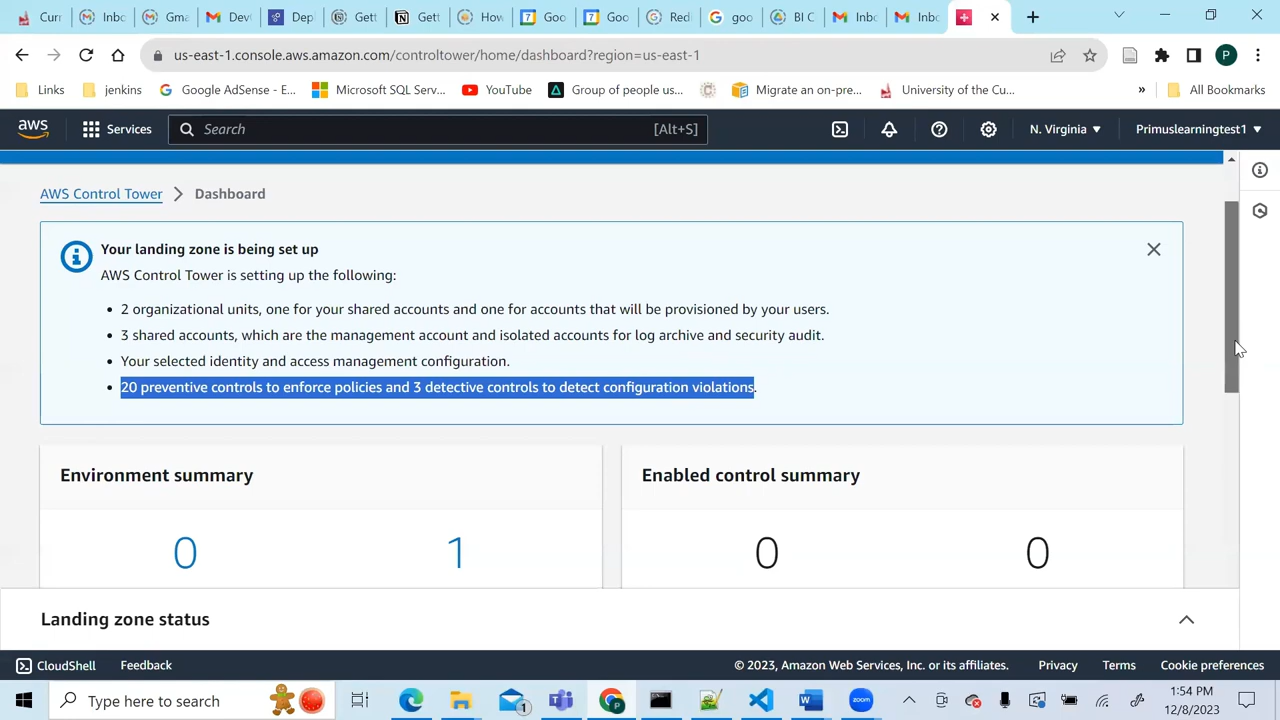 Curr
Inbo
Gma
Dev
Dep
Gett
Gett
How
Goo
Goo
Red
goo
BI C
Inbo
Inbo
us-east-1.console.aws.amazon.com/controltower/home/dashboard?region=us-east-1
P
Links
jenkins
Google AdSense - E...
Microsoft SQL Serv...
YouTube
Group of people us...
Migrate an on-pre...
University of the Cu...
»
All Bookmarks
aws
Services
Search
[Alt+S]
N. Virginia
Primuslearningtest1
AWS Control Tower
Dashboard
Your landing zone is being set up
AWS Control Tower is setting up the following:
• 2 organizational units, one for your shared accounts and one for accounts that will be provisioned by your users.
• 3 shared accounts, which are the management account and isolated accounts for log archive and security audit.
• Your selected identity and access management configuration.
• 20 preventive controls to enforce policies and 3 detective controls to detect configuration violations.
Environment summary
Enabled control summary
0
1
0
0
Landing zone status
CloudShell
Feedback
© 2023, Amazon Web Services, Inc. or its affiliates.
Privacy
Terms
Cookie preferences
Type here to search
1
P
zoom
1:54 PM
12/8/2023